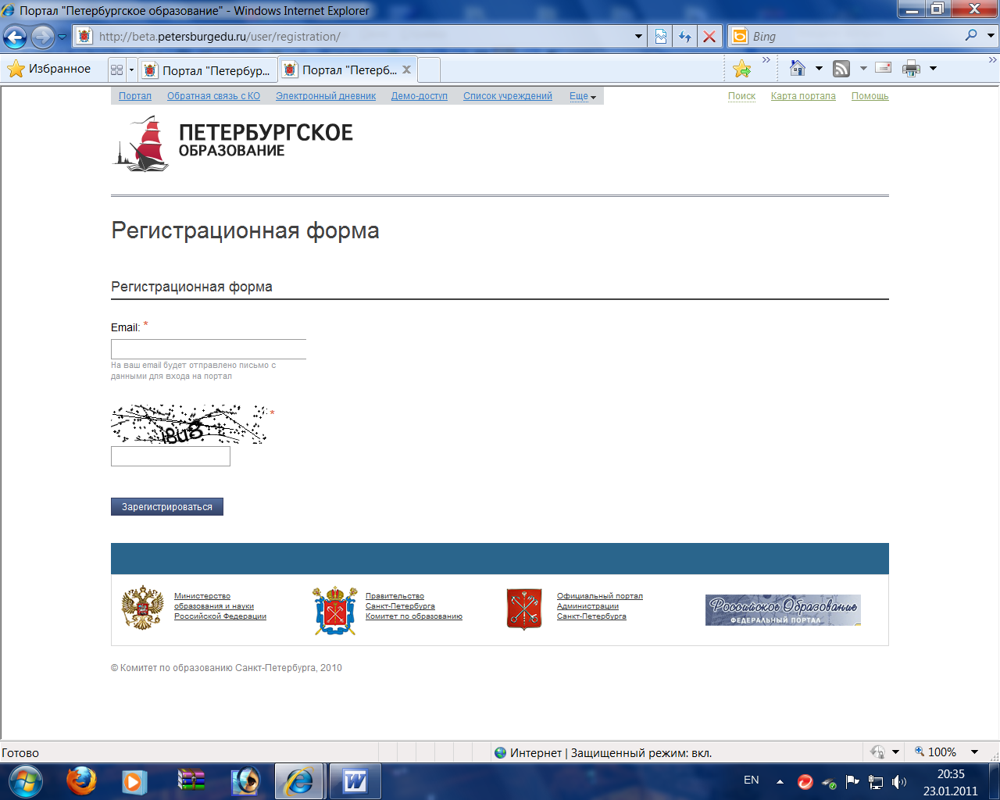 Портал "Петербургское образование" - Windows Internet Explorer
http://beta.petersburgedu.ru/user/registration/
Bing
Избранное
Портал "Петербур...
Портал "Петерб...
Портал Обратная связь с КО Электронный дневник Демо-доступ Список учреждений Еще
Поиск Карта портала Помощь
ПЕТЕРБУРГСКОЕ
ОБРАЗОВАНИЕ
Регистрационная форма
Регистрационная форма
Email: *
На ваш email будет отправлено письмо с
данными для входа на портал
*
Зарегистрироваться
Министерство
образования и науки
Российской Федерации
Правительство
Санкт-Петербурга
Комитет по образованию
Официальный портал
Администрации
Санкт-Петербурга
Российское Образование
ФЕДЕРАЛЬНЫЙ ПОРТАЛ
© Комитет по образованию Санкт-Петербурга, 2010
Готово
Интернет | Защищенный режим: вкл.
100%
EN
20:35
23.01.2011